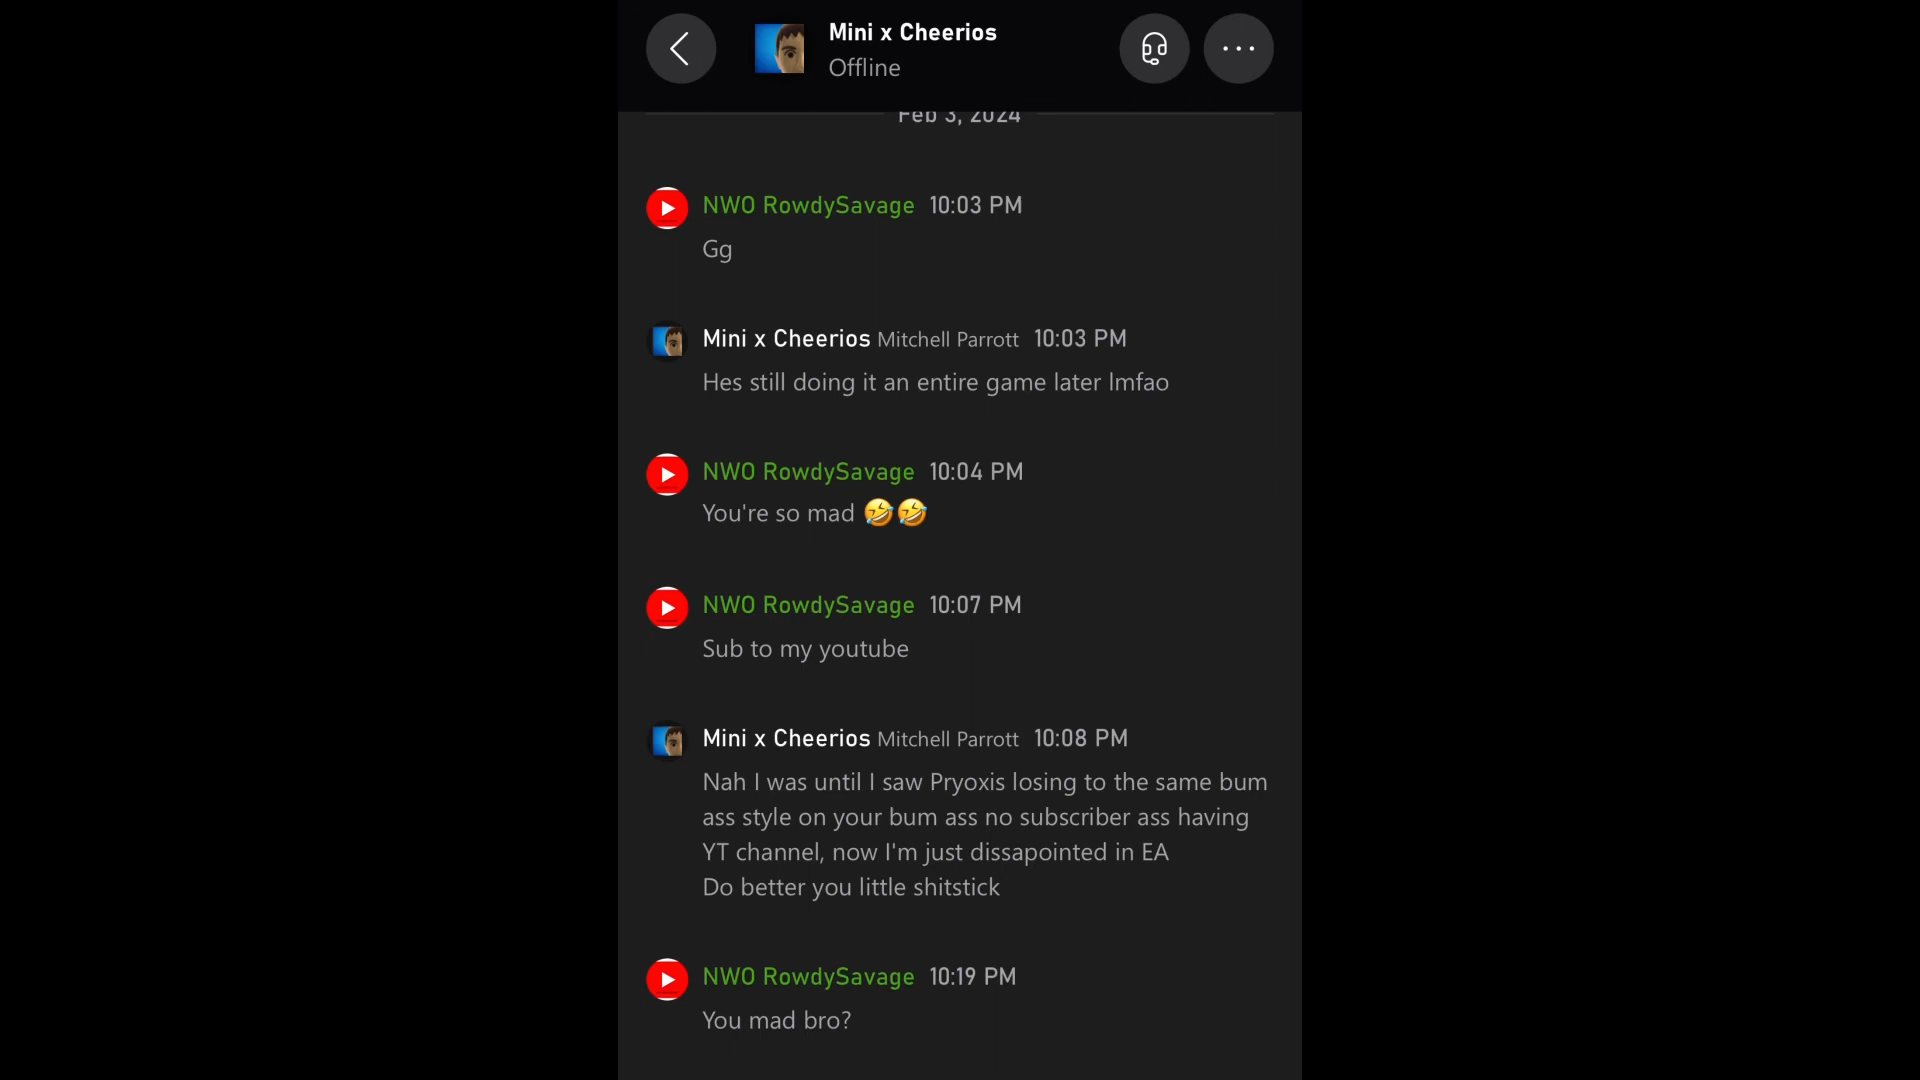 Mini x Cheerios
Offline
Feb 3, 2024
NWO RowdySavage 10:03 PM
Gg
Mini x Cheerios Mitchell Parrott 10:03 PM
Hes still doing it an entire game later lmfao
NWO RowdySavage 10:04 PM
You're so mad 🤣🤣
NWO RowdySavage 10:07 PM
Sub to my youtube
Mini x Cheerios Mitchell Parrott 10:08 PM
Nah I was until I saw Pryoxis losing to the same bum
ass style on your bum ass no subscriber ass having
YT channel, now I'm just dissapointed in EA
Do better you little shitstick
NWO RowdySavage 10:19 PM
You mad bro?